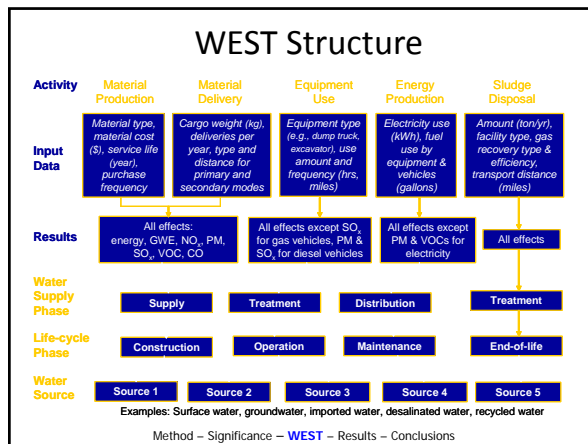 WEST Structure
Activity
Material
Production
Material
Delivery
Equipment
Use
Energy
Production
Sludge
Disposal
Input
Data
Material type,
material cost
($), service life
(year),
purchase
frequency
Cargo weight (kg),
deliveries per
year, type and
distance for
primary and
secondary modes
Equipment type
(e.g., dump truck,
excavator), use
amount and
frequency (hrs,
miles)
Electricity use
(kWh), fuel
use by
equipment &
vehicles
(gallons)
Amount (ton/yr),
facility type, gas
recovery type &
efficiency,
transport distance
(miles)
Results
All effects:
energy, GWE, NOx, PM,
SOx, VOC, CO
All effects except SOx
for gas vehicles, PM &
SOx for diesel vehicles
All effects except
PM & VOCs for
electricity
All effects
Water
Supply
Phase
Supply
Treatment
Distribution
Treatment
Life-cycle
Phase
Construction
Operation
Maintenance
End-of-life
Water
Source
Source 1
Source 2
Source 3
Source 4
Source 5
Examples: Surface water, groundwater, imported water, desalinated water, recycled water
Method – Significance – WEST – Results – Conclusions